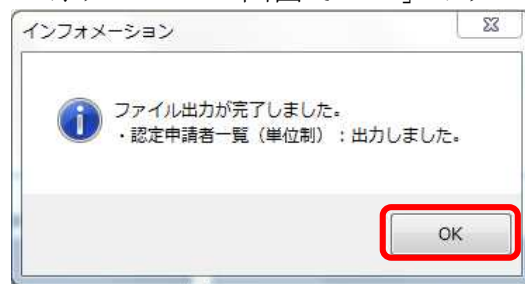 インフォメーション
ファイル出力が完了しました。
・認定申請者一覧（単位制）：出力しました。
OK